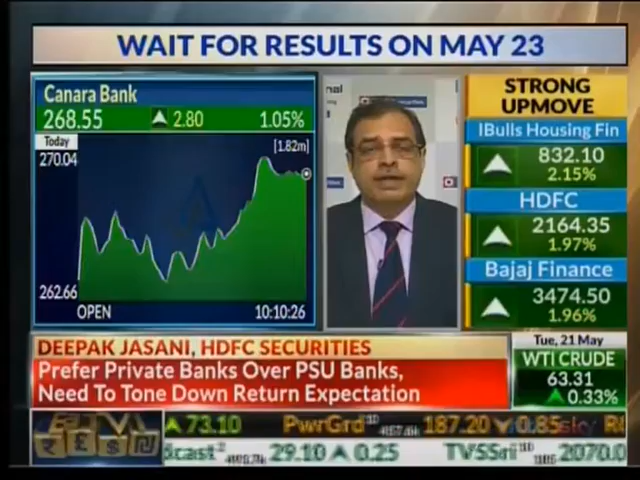 WAIT FOR RESULTS ON MAY 23
Canara Bank
268.55 ▲ 2.80 1.05%
Today
[1.82m]
270.04
262.66
OPEN
10:10:26
STRONG
UPMOVE
IBulls Housing Fin
832.10
2.15%
HDFC
2164.35
1.97%
Bajaj Finance
3474.50
1.96%
DEEPAK JASANI, HDFC SECURITIES
Prefer Private Banks Over PSU Banks,
Need To Tone Down Return Expectation
Tue, 21 May
WTI CRUDE
63.31
▲ 0.33%
▲ 73.10 PwrGrd 187.20 ▼ 0.85
dcast 29.10 ▲ 0.25 TVSSri 2070.0